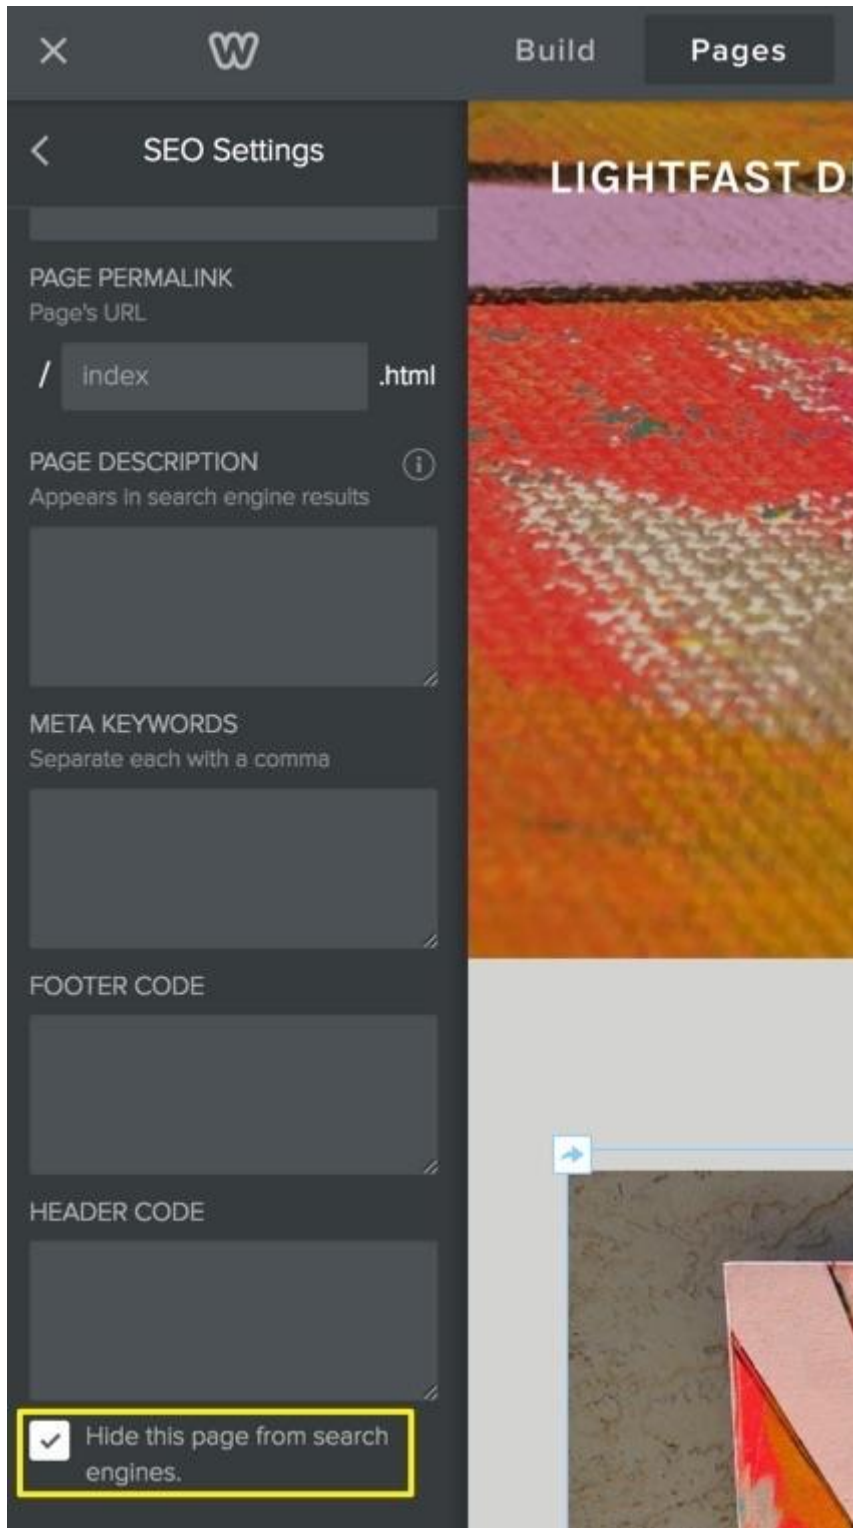 Build Pages
SEO Settings
LIGHTFAST D
PAGE PERMALINK
Page's URL
/ index .html
PAGE DESCRIPTION
Appears in search engine results
META KEYWORDS
Separate each with a comma
FOOTER CODE
HEADER CODE
Hide this page from search
engines.